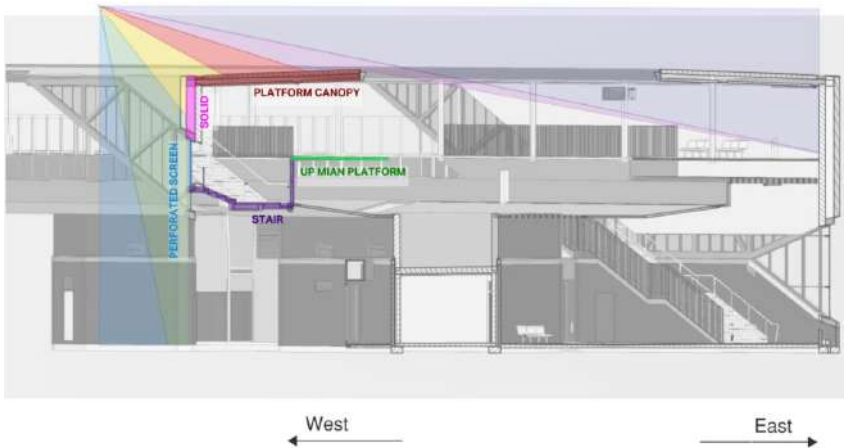 PLATFORM CANOPY
SOLID
PERFORATED SCREEN
UP MIAN PLATFORM
STAIR
West
East